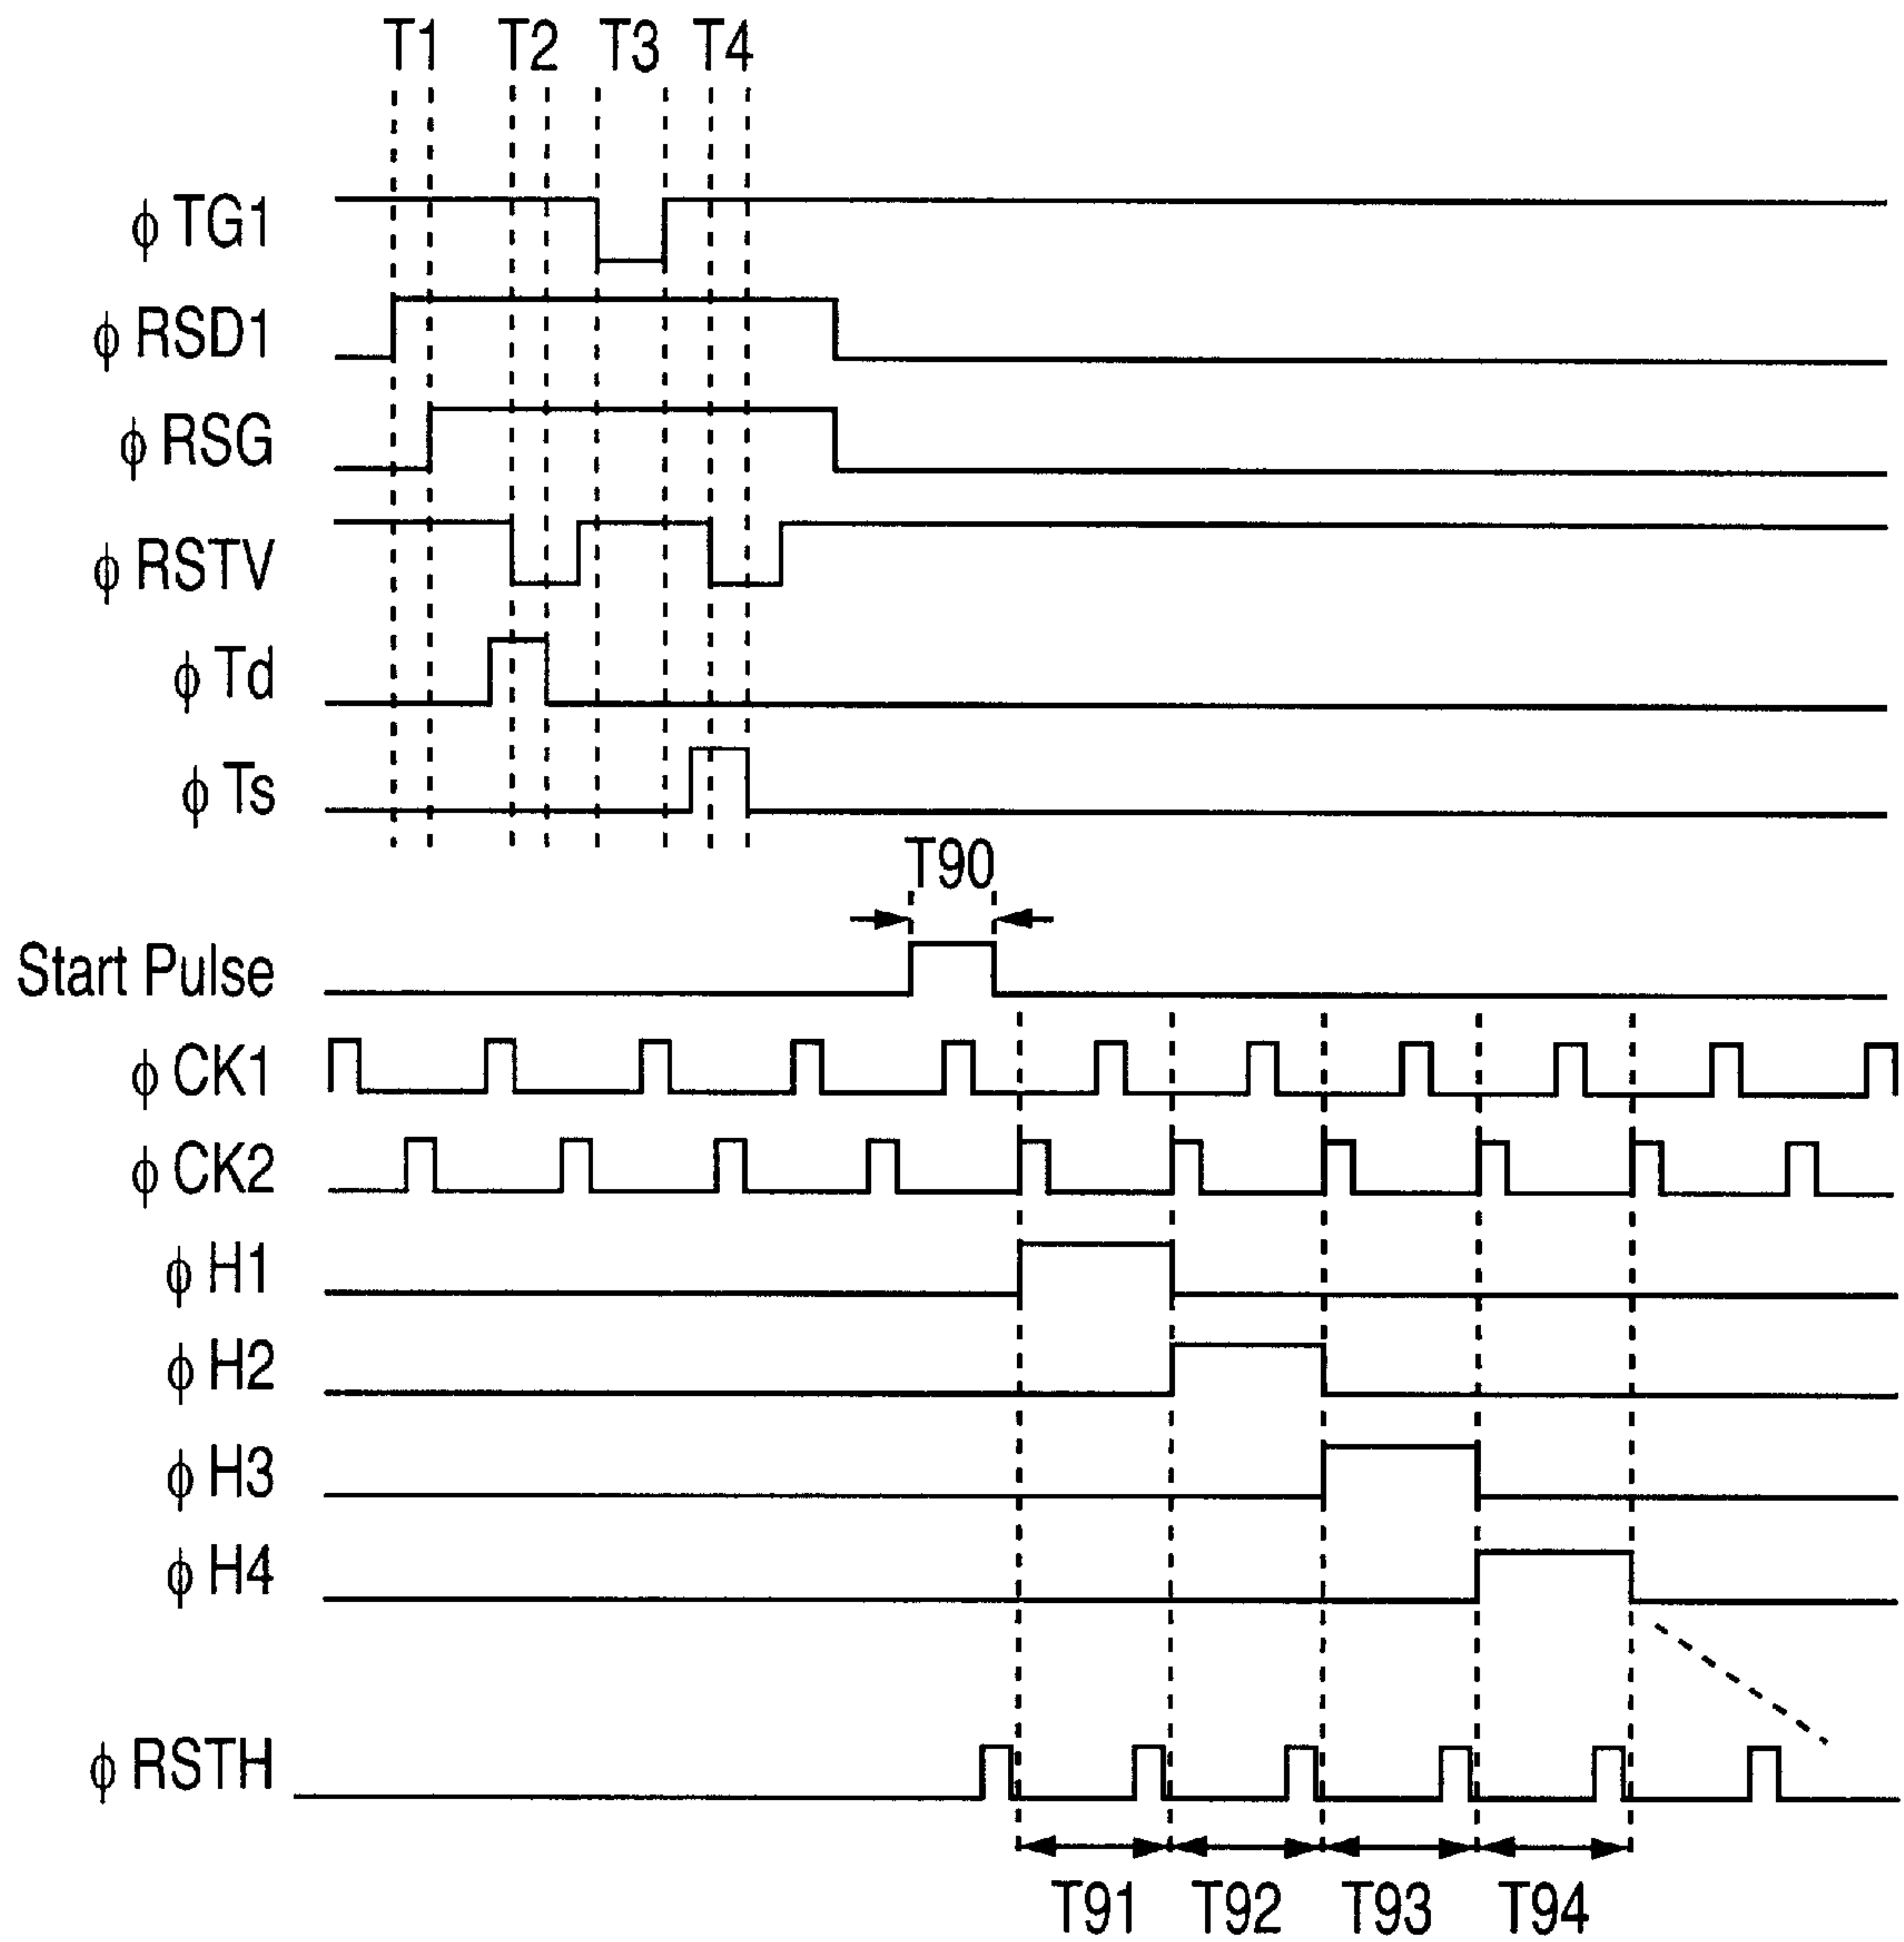 T1 T2 T3 T4
ϕ TG1
ϕ RSD1
ϕ RSG
ϕ RSTV
ϕ Td
ϕ Ts
T90
Start Pulse
ϕ CK1
ϕ CK2
ϕ H1
ϕ H2
ϕ H3
ϕ H4
ϕ RSTH
T91 T92 T93 T94